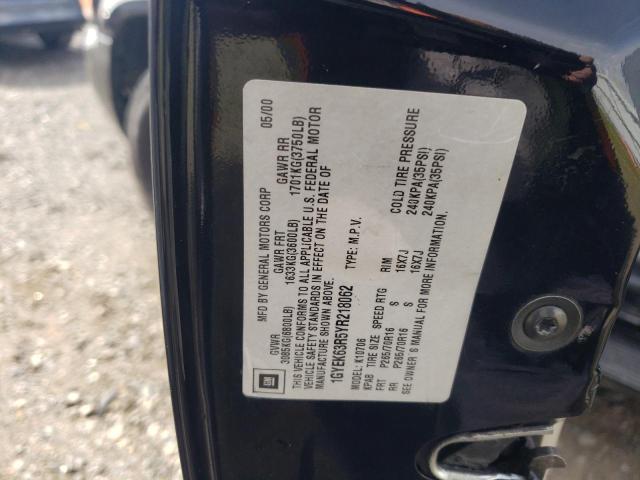 MFD BY GENERAL MOTORS CORP 05/00
GVWR GAWR FRT GAWR RR
3085KG(6800LB) 1633KG(3600LB) 1701KG(3750LB)
THIS VEHICLE CONFORMS TO ALL APPLICABLE U.S. FEDERAL MOTOR
VEHICLE SAFETY STANDARDS IN EFFECT ON THE DATE OF
MANUFACTURE SHOWN ABOVE.
1GYEK63R5YR218062 TYPE: M.P.V.
MODEL: K10706
KPAB TIRE SIZE SPEED RTG RIM COLD TIRE PRESSURE
FRT P265/70R16 S 16X7J 240KPA(35PSI)
RR P265/70R16 S 16X7J 240KPA(35PSI)
SEE OWNER'S MANUAL FOR MORE INFORMATION.
GM